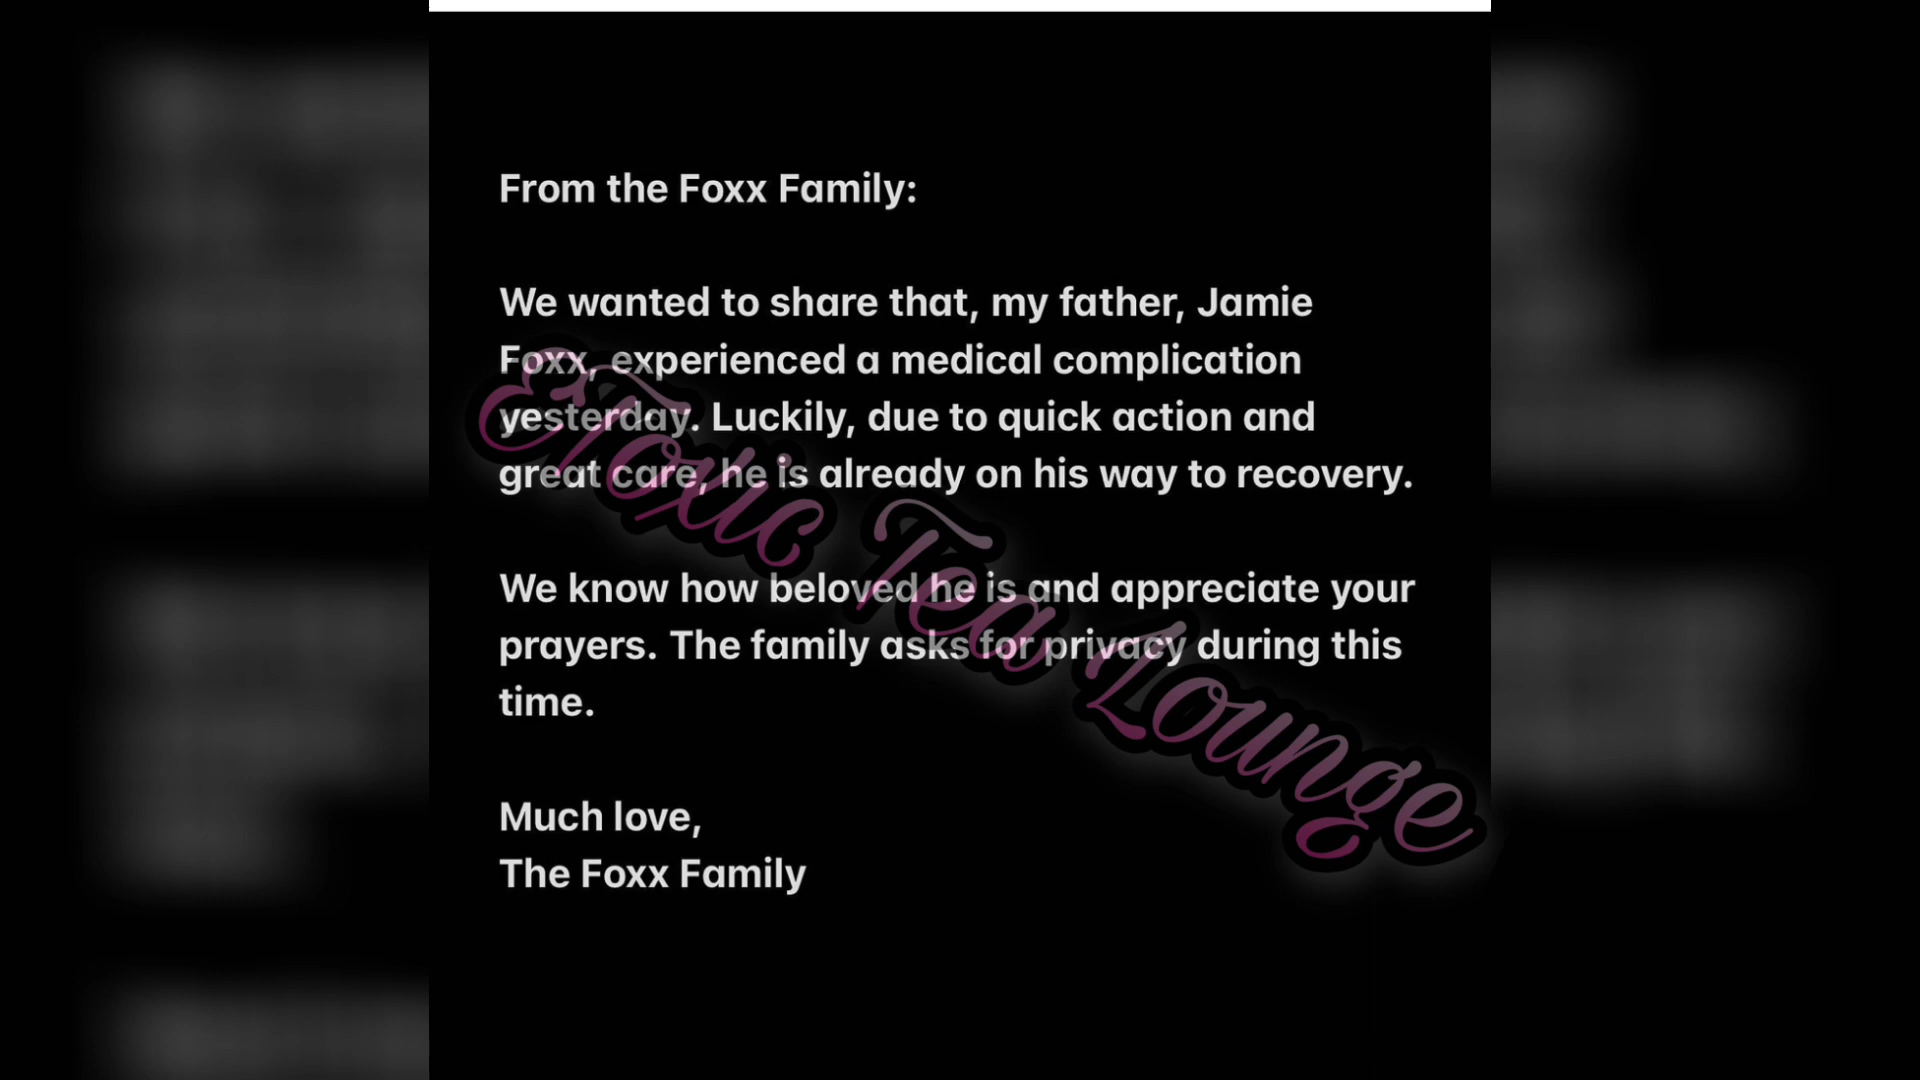 From the Foxx Family:
We wanted to share that, my father, Jamie
Foxx, experienced a medical complication
yesterday. Luckily, due to quick action and
great care, he is already on his way to recovery.
We know how beloved he is and appreciate your
prayers. The family asks for privacy during this
time.
Much love,
The Foxx Family
EToxic Tea Lounge